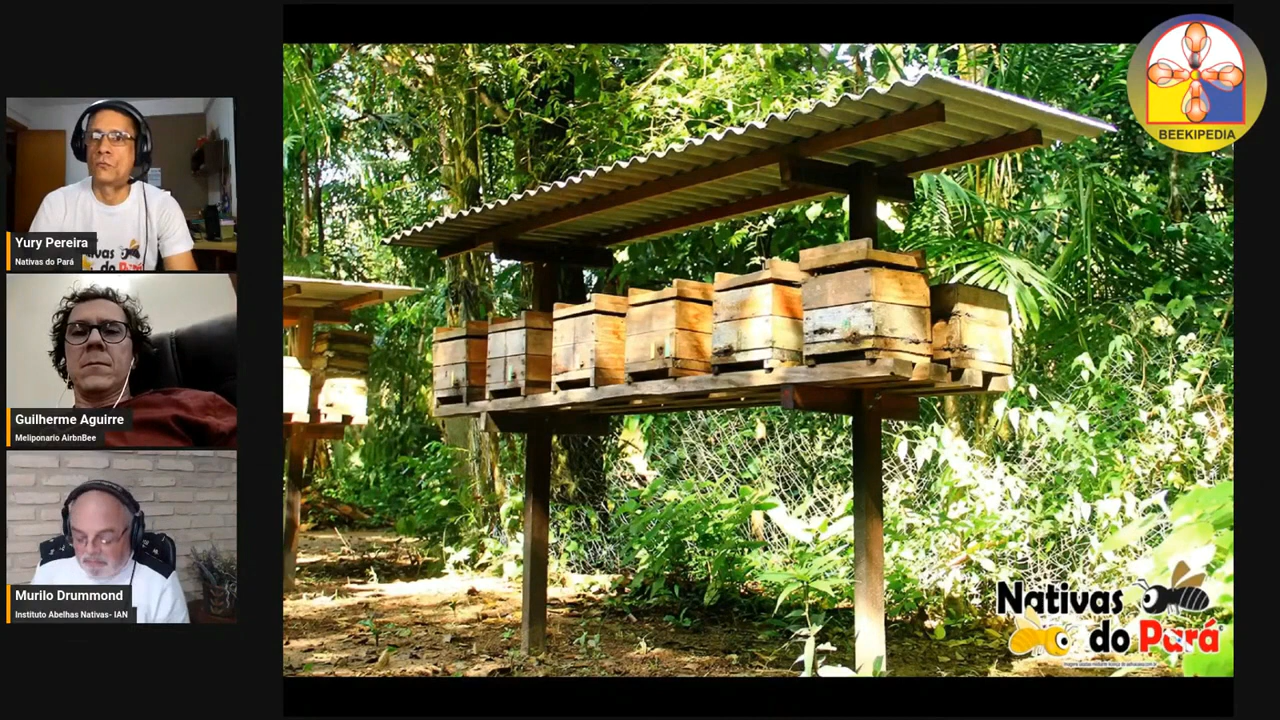 Yury Pereira
Nativas do Pará
Guilherme Aguirre
Meliponario AirbnBee
Murilo Drummond
Instituto Abelhas Nativas- IAN
BEEKIPEDIA
Nativas
do Pará